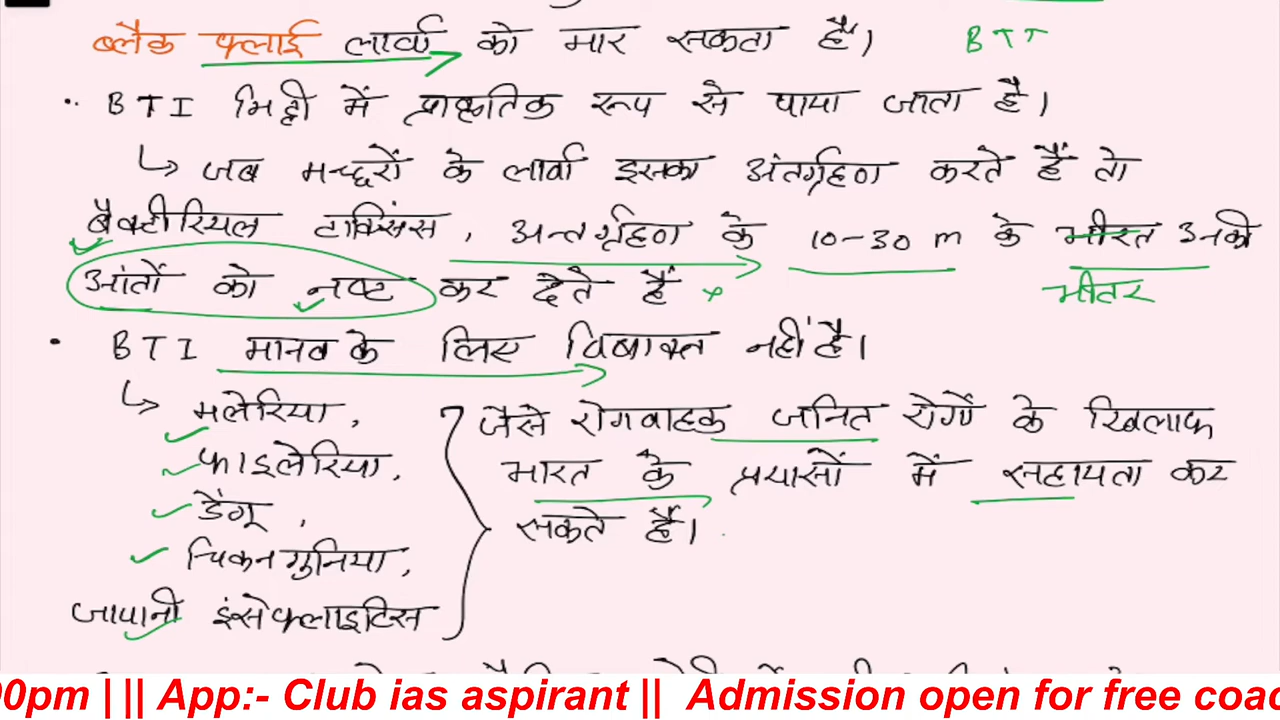 ब्लैक फ्लाई लार्वा को मार सकता है। BTI
BTI मिट्टी में प्राकृतिक रूप से पाया जाता है।
↳ जब मच्छरों के लार्वा इसका अंतर्ग्रहण करते हैं तो
बैक्टीरियल टाक्सिंस, अन्तर्ग्रहण के 10-30 m के भीरत उनकी
आंतों को नष्ट कर देते हैं भीतर
• BTI मानव के लिए विषाक्त नहीं है।
↳ मलेरिया, जैसे रोगवाहक जनित रोगों के खिलाफ
फाइलेरिया, भारत के प्रयासों में सहायता कर
डेंगू, सकते हैं।
चिकनगुनिया,
जापानी इंसेफ्लाइटिस
00pm | || App:- Club ias aspirant || Admission open for free coac